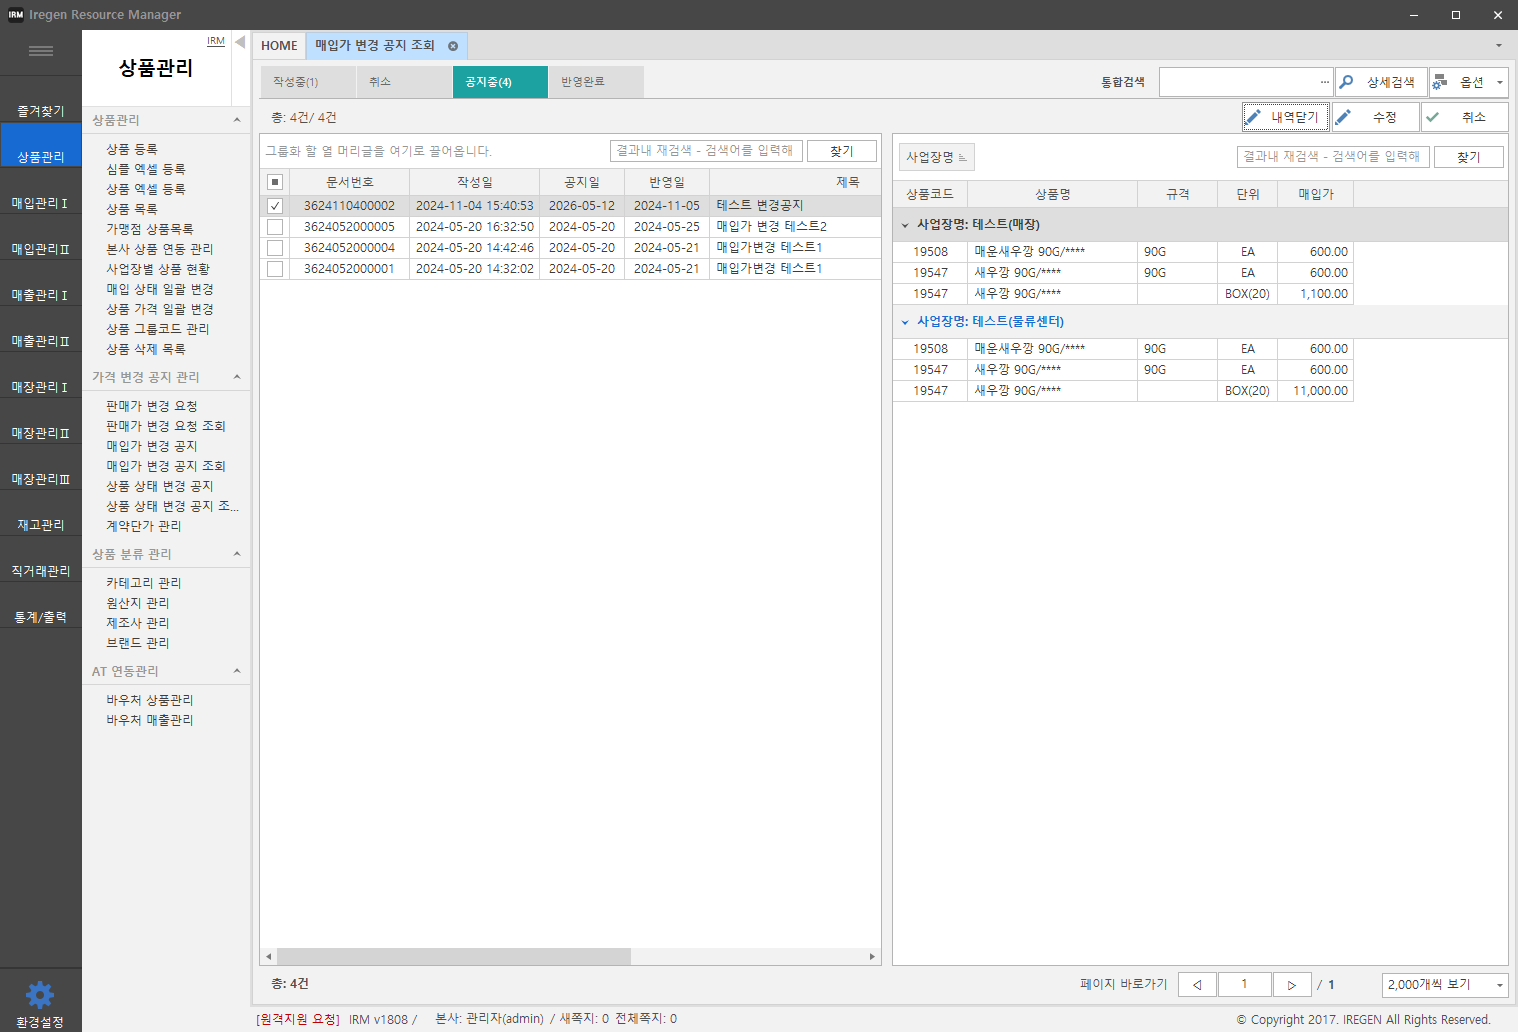 IRM Iregen Resource Manager
즐겨찾기
상품관리
매입관리 I
매입관리 II
매출관리 I
매출관리 II
매장관리 I
매장관리 II
매장관리 III
재고관리
직거래관리
통계/출력
환경설정
IRM
상품관리
상품관리
상품 등록
심플 엑셀 등록
상품 엑셀 등록
상품 목록
가맹점 상품목록
본사 상품 연동 관리
사업장별 상품 현황
매입 상태 일괄 변경
상품 가격 일괄 변경
상품 그룹코드 관리
상품 삭제 목록
가격 변경 공지 관리
판매가 변경 요청
판매가 변경 요청 조회
매입가 변경 공지
매입가 변경 공지 조회
상품 상태 변경 공지
상품 상태 변경 공지 조...
계약단가 관리
상품 분류 관리
카테고리 관리
원산지 관리
제조사 관리
브랜드 관리
AT 연동관리
바우처 상품관리
바우처 매출관리
HOME 매입가 변경 공지 조회
작성중(1) 취소 공지중(4) 반영완료 통합검색 ... 상세검색 옵션
총: 4건/ 4건 내역닫기 수정 취소
그룹화 할 열 머리글을 여기로 끌어옵니다. 결과내 재검색 - 검색어를 입력해 찾기
문서번호 작성일 공지일 반영일 제목
3624110400002 2024-11-04 15:40:53 2026-05-12 2024-11-05 테스트 변경공지
3624052000005 2024-05-20 16:32:50 2024-05-20 2024-05-25 매입가 변경 테스트2
3624052000004 2024-05-20 14:42:46 2024-05-20 2024-05-21 매입가변경 테스트1
3624052000001 2024-05-20 14:32:02 2024-05-20 2024-05-21 매입가변경 테스트1
사업장명 결과내 재검색 - 검색어를 입력해 찾기
상품코드 상품명 규격 단위 매입가
사업장명: 테스트(매장)
19508 매운새우깡 90G/**** 90G EA 600.00
19547 새우깡 90G/**** 90G EA 600.00
19547 새우깡 90G/**** BOX(20) 1,100.00
사업장명: 테스트(물류센터)
19508 매운새우깡 90G/**** 90G EA 600.00
19547 새우깡 90G/**** 90G EA 600.00
19547 새우깡 90G/**** BOX(20) 11,000.00
총: 4건 페이지 바로가기 1 / 1 2,000개씩 보기
[원격지원 요청] IRM v1808 / 본사: 관리자(admin) / 새쪽지: 0 전체쪽지: 0 © Copyright 2017. IREGEN All Rights Reserved.